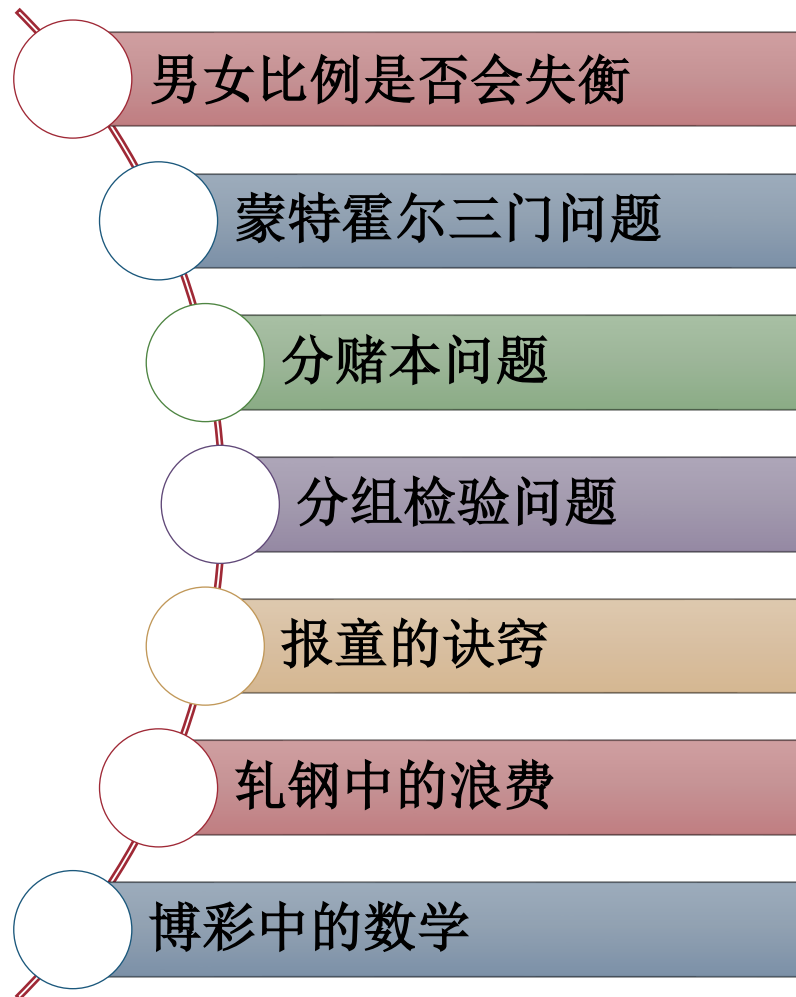 男女比例是否会失衡
蒙特霍尔三门问题
分赌本问题
分组检验问题
报童的诀窍
轧钢中的浪费
博彩中的数学